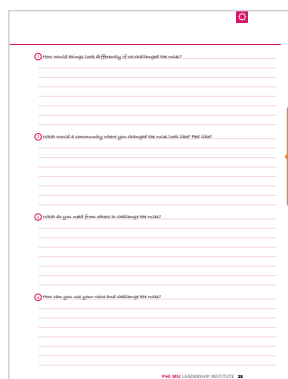 1 How would things look differently if we challenged the rules?
2 What would a community where you changed the rules look like? Feel like?
3 What do you need from others to challenge the rules?
4 How can you use your voice and challenge the rules?
PHI MU LEADERSHIP INSTITUTE 23